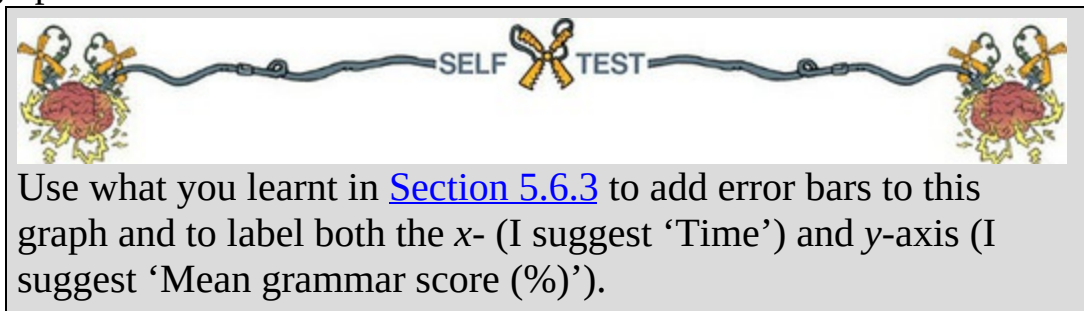 SELF TEST
Use what you learnt in Section 5.6.3 to add error bars to this
graph and to label both the x- (I suggest ‘Time’) and y-axis (I
suggest ‘Mean grammar score (%)’).